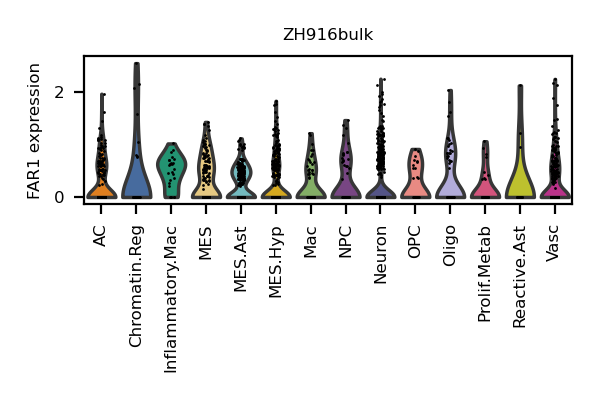 ZH916bulk
FAR1 expression
2
0
AC
Chromatin.Reg
Inflammatory.Mac
MES
MES.Ast
MES.Hyp
Mac
NPC
Neuron
OPC
Oligo
Prolif.Metab
Reactive.Ast
Vasc